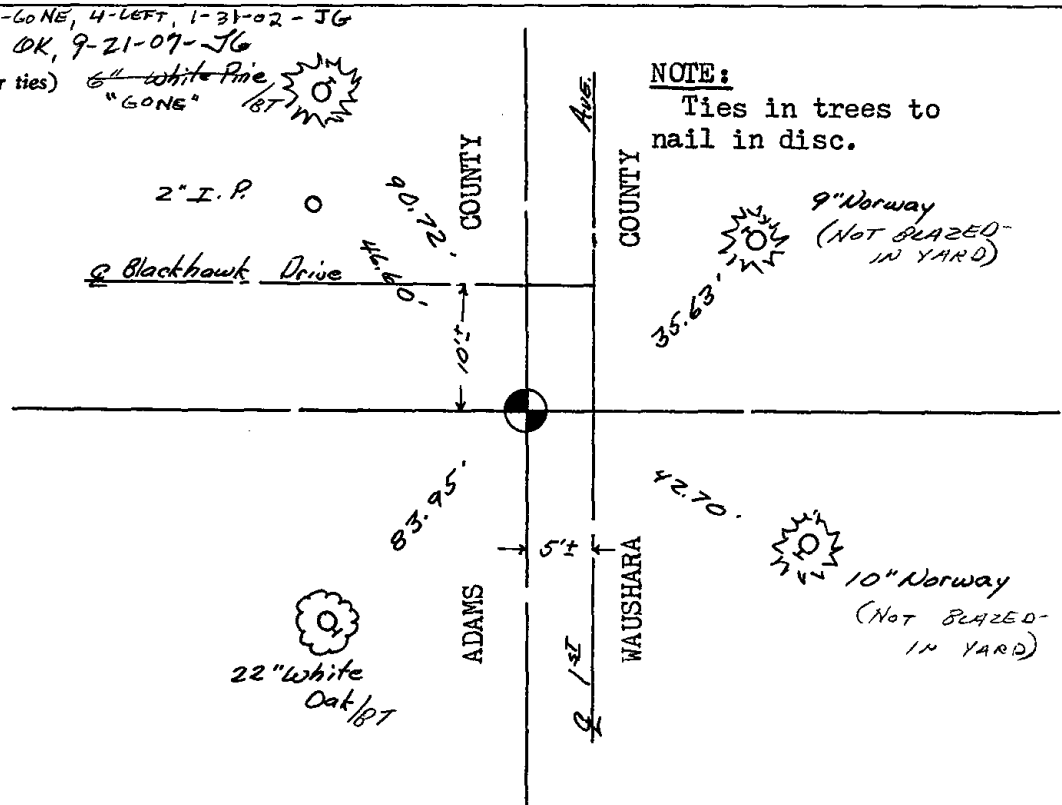 -GONE, 4-LEFT, 1-31-02 - JG
OK, 9-21-07-JG
ties) 6" White Pine
"GONE" /BT
NOTE:
Ties in trees to
nail in disc.
AVE.
COUNTY
COUNTY
2" I.P.
90.72'
9" Norway
(NOT BLAZED-
IN YARD)
℄ Blackhawk Drive
46.60'
35.63'
10'±
83.95'
42.70'
5'±
ADAMS
WAUSHARA
10" Norway
(NOT BLAZED-
IN YARD)
22" White
Oak/BT
℄ 1st